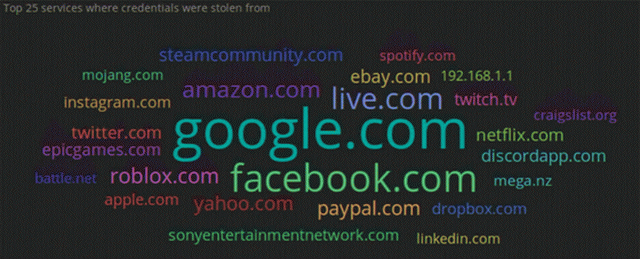 Top 25 services where credentials were stolen from
steamcommunity.com spotify.com
mojang.com amazon.com ebay.com 192.168.1.1
instagram.com live.com twitch.tv
craigslist.org
twitter.com google.com netflix.com
epicgames.com discordapp.com
battle.net roblox.com facebook.com mega.nz
apple.com yahoo.com paypal.com dropbox.com
sonyentertainmentnetwork.com linkedin.com